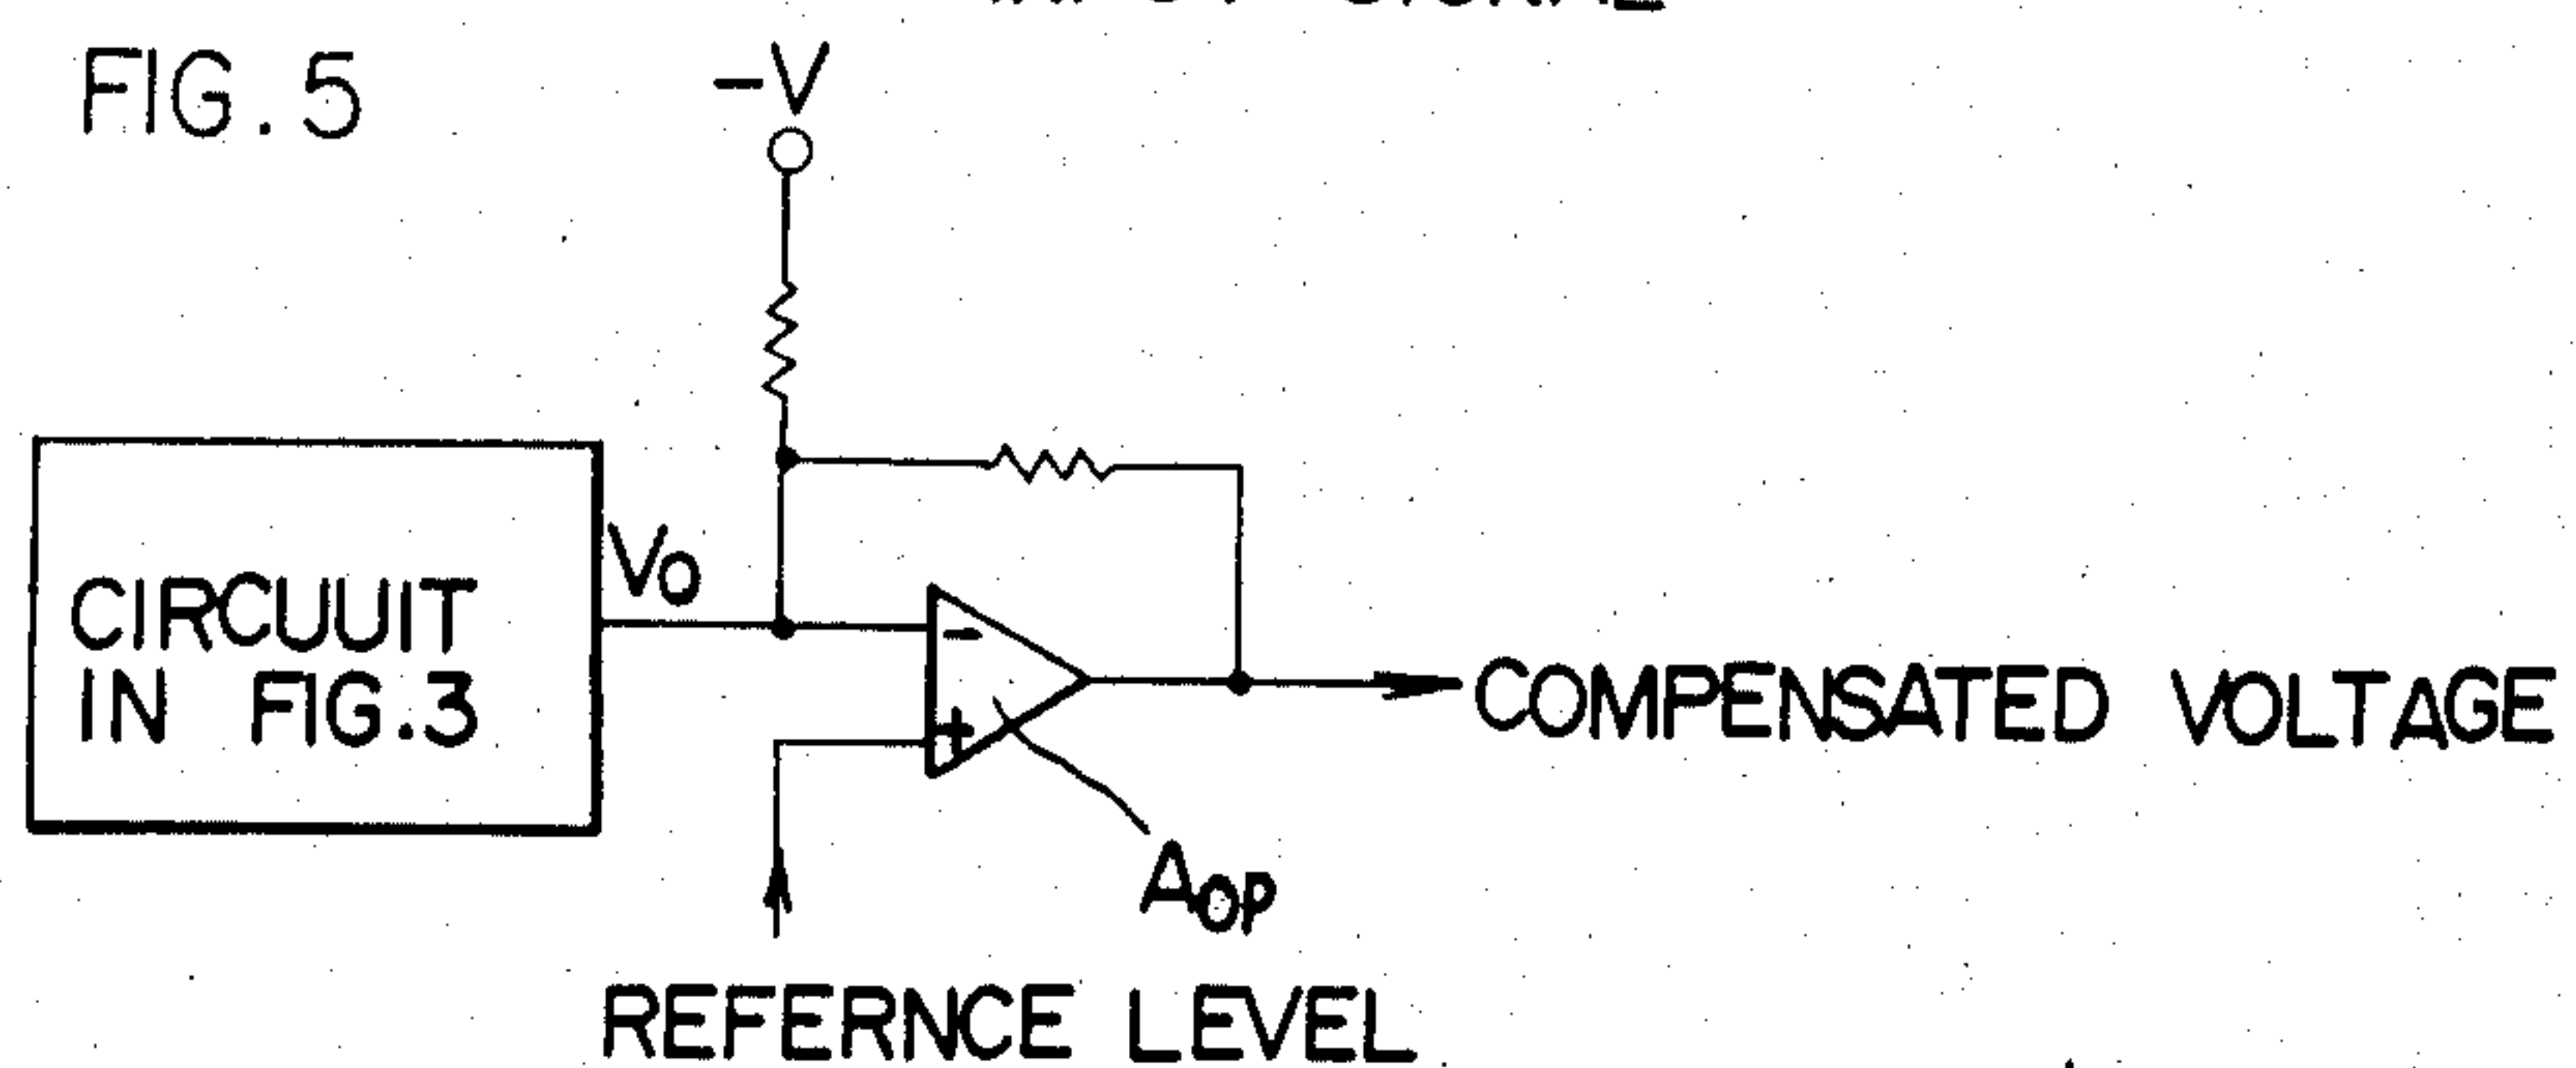 FIG. 5
-V
Vo
CIRCUUIT
IN FIG.3
-
+
COMPENSATED VOLTAGE
AOP
REFERNCE LEVEL